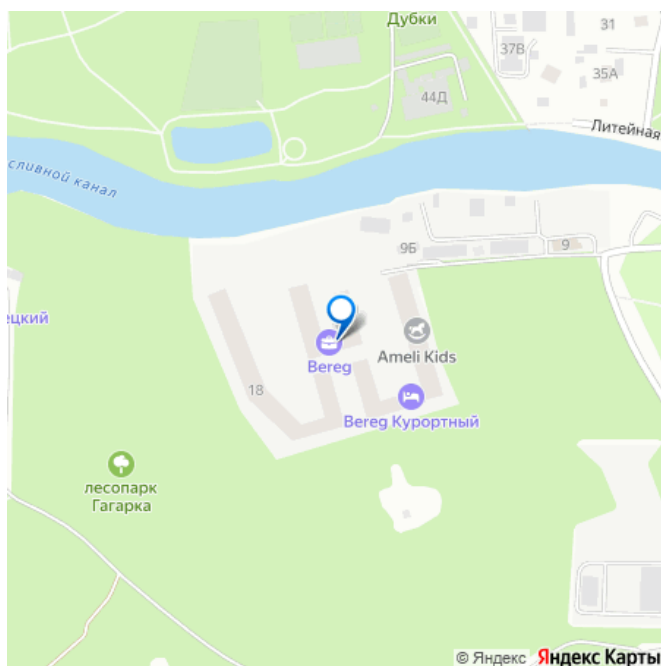 Дубки
31
37В
35А
44Д
Литейная
сливной канал
9Б
9
ецкий
Ameli Kids
Bereg
18
Bereg Курортный
лесопарк
Гагарка
© Яндекс Яндекс Карты